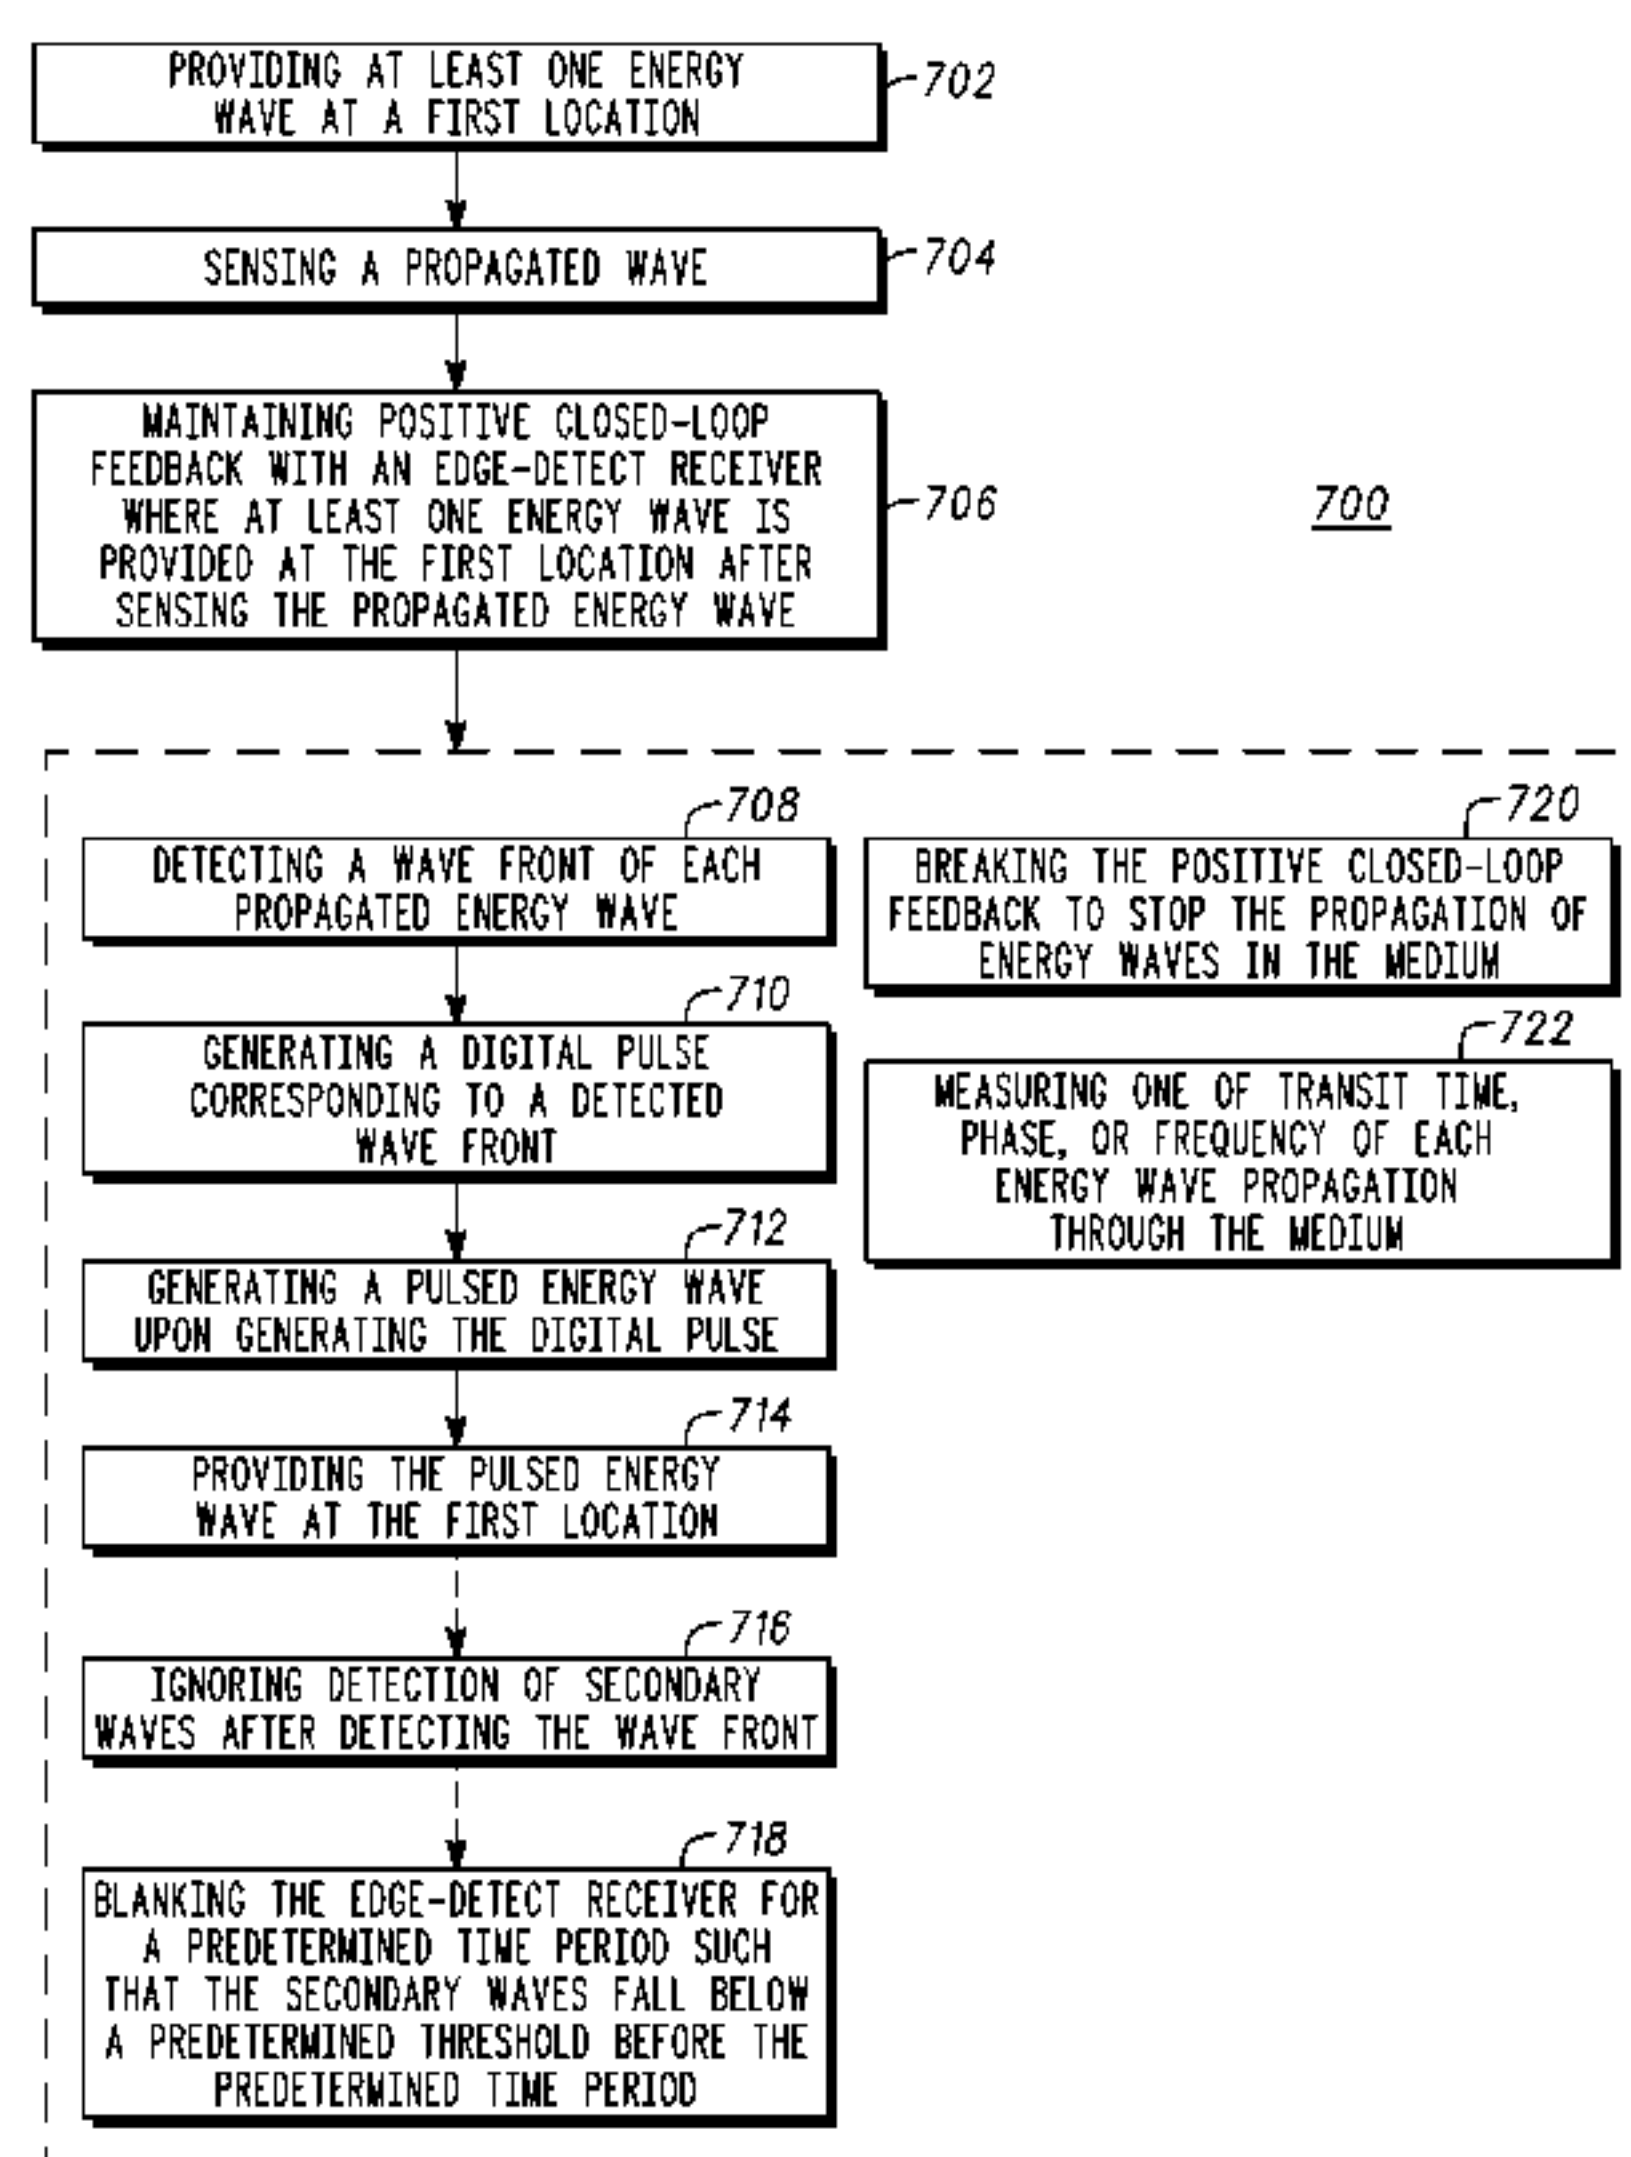 PROVIDING AT LEAST ONE ENERGY
WAVE AT A FIRST LOCATION
702
SENSING A PROPAGATED WAVE
704
MAINTAINING POSITIVE CLOSED-LOOP
FEEDBACK WITH AN EDGE-DETECT RECEIVER
WHERE AT LEAST ONE ENERGY WAVE IS
PROVIDED AT THE FIRST LOCATION AFTER
SENSING THE PROPAGATED ENERGY WAVE
706
700
708
DETECTING A WAVE FRONT OF EACH
PROPAGATED ENERGY WAVE
710
GENERATING A DIGITAL PULSE
CORRESPONDING TO A DETECTED
WAVE FRONT
712
GENERATING A PULSED ENERGY WAVE
UPON GENERATING THE DIGITAL PULSE
714
PROVIDING THE PULSED ENERGY
WAVE AT THE FIRST LOCATION
716
IGNORING DETECTION OF SECONDARY
WAVES AFTER DETECTING THE WAVE FRONT
718
BLANKING THE EDGE-DETECT RECEIVER FOR
A PREDETERMINED TIME PERIOD SUCH
THAT THE SECONDARY WAVES FALL BELOW
A PREDETERMINED THRESHOLD BEFORE THE
PREDETERMINED TIME PERIOD
720
BREAKING THE POSITIVE CLOSED-LOOP
FEEDBACK TO STOP THE PROPAGATION OF
ENERGY WAVES IN THE MEDIUM
722
MEASURING ONE OF TRANSIT TIME,
PHASE, OR FREQUENCY OF EACH
ENERGY WAVE PROPAGATION
THROUGH THE MEDIUM